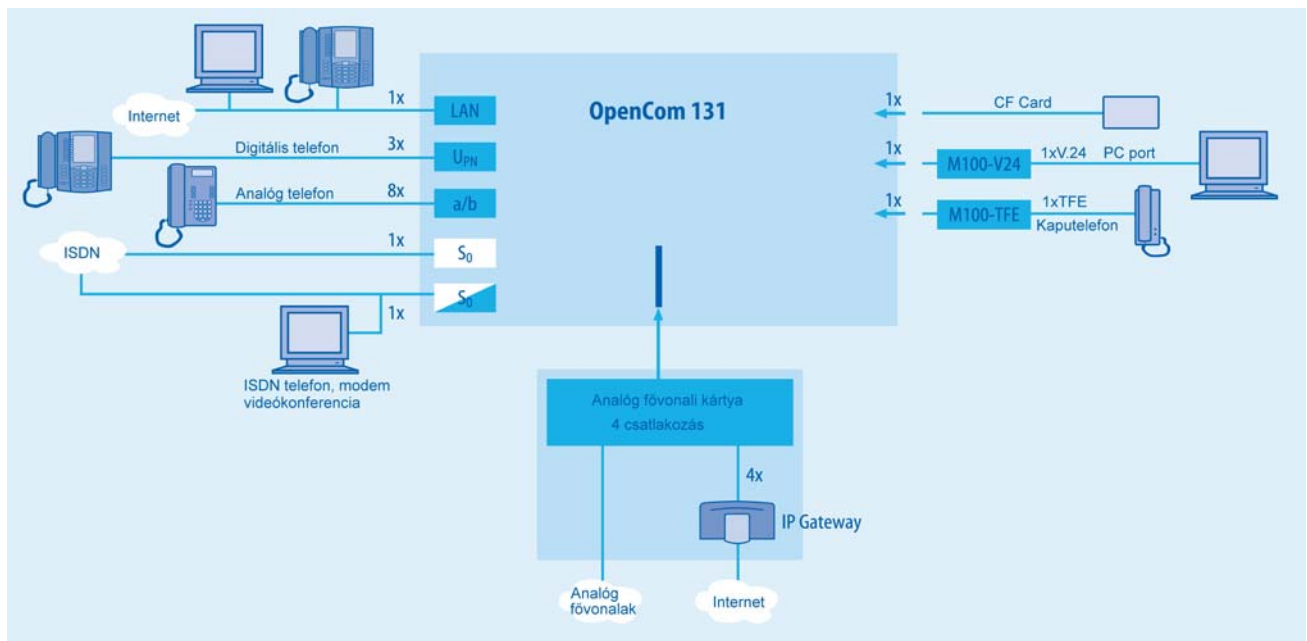 Internet
1x
LAN
OpenCom 131
1x
CF Card
Digitális telefon
3x
UPN
1x
M100-V24
1xV.24
PC port
Analóg telefon
8x
a/b
1x
M100-TFE
1xTFE
Kaputelefon
ISDN
1x
S0
1x
S0
ISDN telefon, modem
videókonferencia
Analóg fővonali kártya
4 csatlakozás
4x
IP Gateway
Analóg
fővonalak
Internet